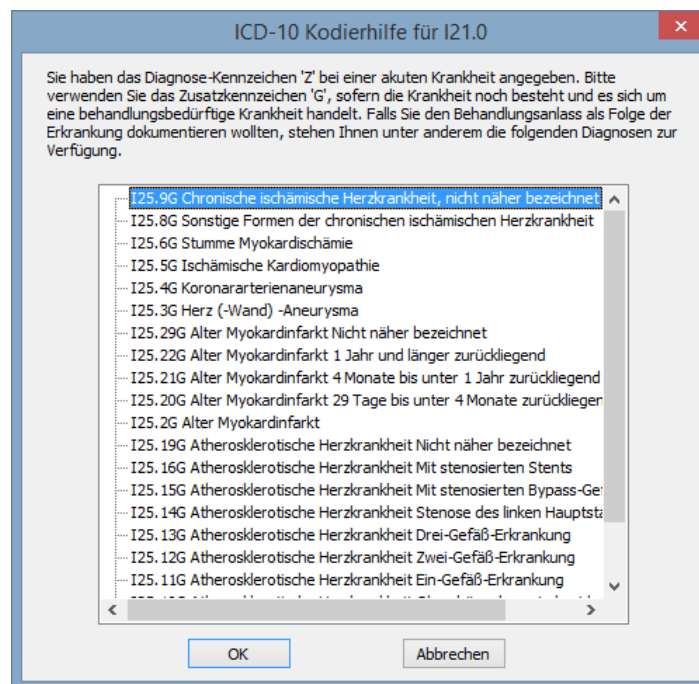 ICD-10 Kodierhilfe für I21.0
Sie haben das Diagnose-Kennzeichen 'Z' bei einer akuten Krankheit angegeben. Bitte
verwenden Sie das Zusatzkennzeichen 'G', sofern die Krankheit noch besteht und es sich um
eine behandlungsbedürftige Krankheit handelt. Falls Sie den Behandlungsanlass als Folge der
Erkrankung dokumentieren wollten, stehen Ihnen unter anderem die folgenden Diagnosen zur
Verfügung.
I25.9G Chronische ischämische Herzkrankheit, nicht näher bezeichnet
I25.8G Sonstige Formen der chronischen ischämischen Herzkrankheit
I25.6G Stumme Myokardischämie
I25.5G Ischämische Kardiomyopathie
I25.4G Koronararterienaneurysma
I25.3G Herz (-Wand) -Aneurysma
I25.29G Alter Myokardinfarkt Nicht näher bezeichnet
I25.22G Alter Myokardinfarkt 1 Jahr und länger zurückliegend
I25.21G Alter Myokardinfarkt 4 Monate bis unter 1 Jahr zurückliegend
I25.20G Alter Myokardinfarkt 29 Tage bis unter 4 Monate zurückliegen
I25.2G Alter Myokardinfarkt
I25.19G Atherosklerotische Herzkrankheit Nicht näher bezeichnet
I25.16G Atherosklerotische Herzkrankheit Mit stenosierten Stents
I25.15G Atherosklerotische Herzkrankheit Mit stenosierten Bypass-Ge
I25.14G Atherosklerotische Herzkrankheit Stenose des linken Hauptsta
I25.13G Atherosklerotische Herzkrankheit Drei-Gefäß-Erkrankung
I25.12G Atherosklerotische Herzkrankheit Zwei-Gefäß-Erkrankung
I25.11G Atherosklerotische Herzkrankheit Ein-Gefäß-Erkrankung
OK Abbrechen